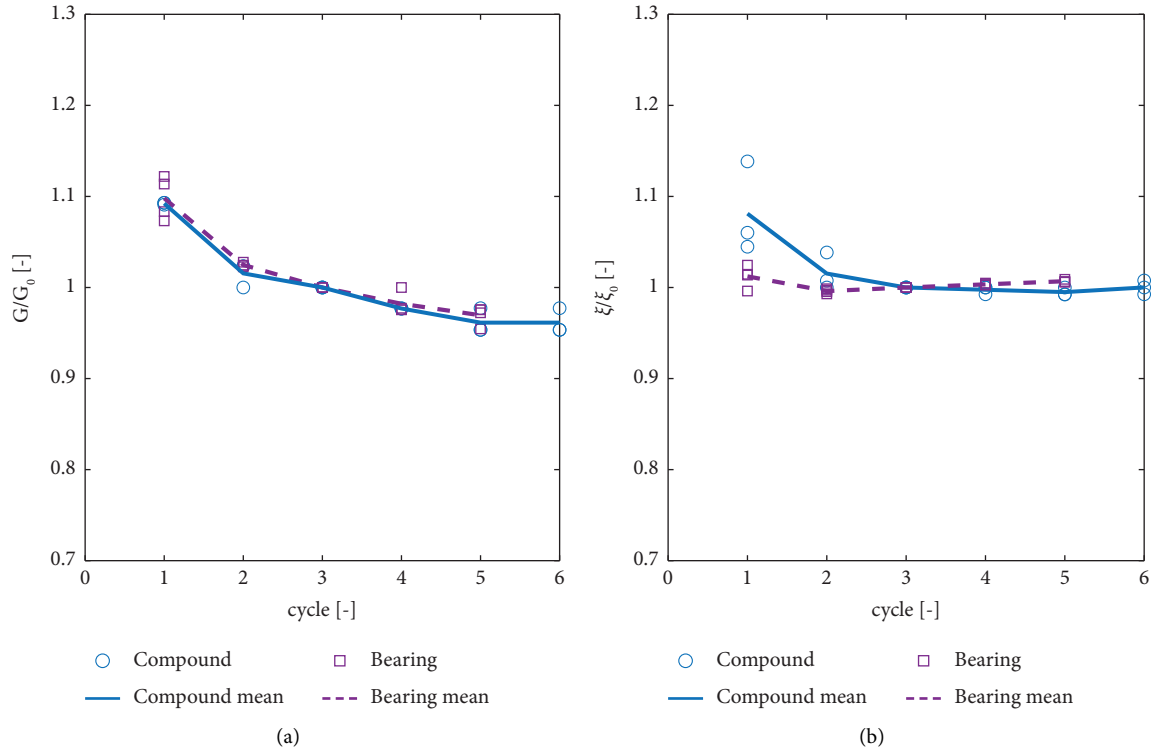 1.3
1.2
1.1
1
0.9
0.8
0.7
G/G0 [-]
0 1 2 3 4 5 6
cycle [-]
Compound Bearing
Compound mean Bearing mean
(a)
1.3
1.2
1.1
1
0.9
0.8
0.7
ξ/ξ0 [-]
0 1 2 3 4 5 6
cycle [-]
Compound Bearing
Compound mean Bearing mean
(b)